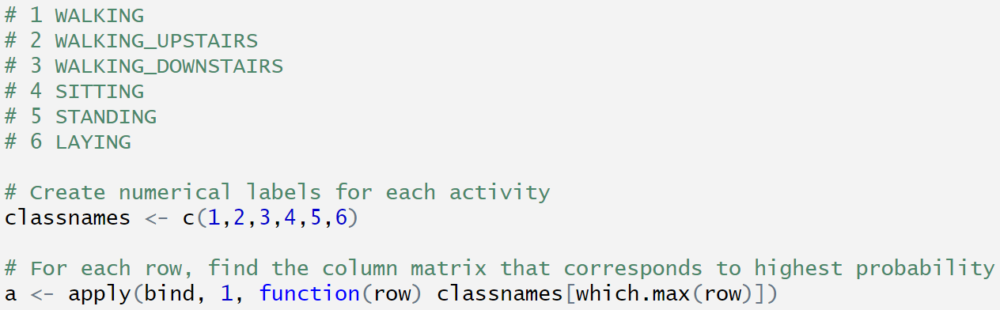 # 1 WALKING
# 2 WALKING_UPSTAIRS
# 3 WALKING_DOWNSTAIRS
# 4 SITTING
# 5 STANDING
# 6 LAYING
# Create numerical labels for each activity
classnames <- c(1,2,3,4,5,6)
# For each row, find the column matrix that corresponds to highest probability
a <- apply(bind, 1, function(row) classnames[which.max(row)])